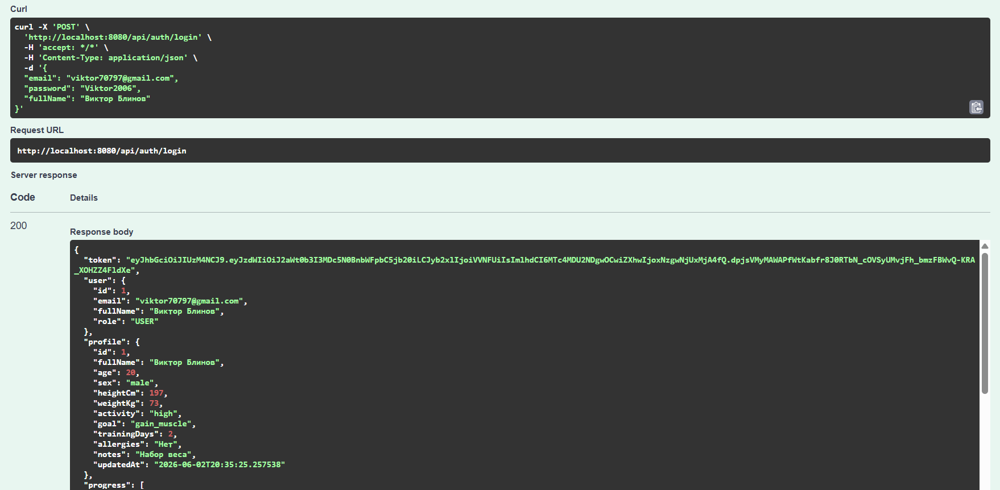 Curl
curl -X 'POST' \
'http://localhost:8080/api/auth/login' \
-H 'accept: */*' \
-H 'Content-Type: application/json' \
-d '{
"email": "viktor70797@gmail.com",
"password": "Viktor2006",
"fullName": "Виктор Блинов"
}'
Request URL
http://localhost:8080/api/auth/login
Server response
Code Details
200
Response body
{
"token": "eyJhbGciOiJIUzM4NCJ9.eyJzdWIiOiJ2aWt0b3I3MDc5N0BnbWFpbC5jb20iLCJyb2xlIjoiVVNFUiIsImlhdCI6MTc4MDU2NDgwOCwiZXhwIjoxNzgwNjUxMjA4fQ.dpjsVMyMAWAPfWtKabfr8J0RTbN_cOVSyUMvjFh_bmzFBWvQ-KRA
_XOHZZ4FldXe",
"user": {
"id": 1,
"email": "viktor70797@gmail.com",
"fullName": "Виктор Блинов",
"role": "USER"
},
"profile": {
"id": 1,
"fullName": "Виктор Блинов",
"age": 20,
"sex": "male",
"heightCm": 197,
"weightKg": 73,
"activity": "high",
"goal": "gain_muscle",
"trainingDays": 2,
"allergies": "Нет",
"notes": "Набор веса",
"updatedAt": "2026-06-02T20:35:25.257538"
},
"progress": [